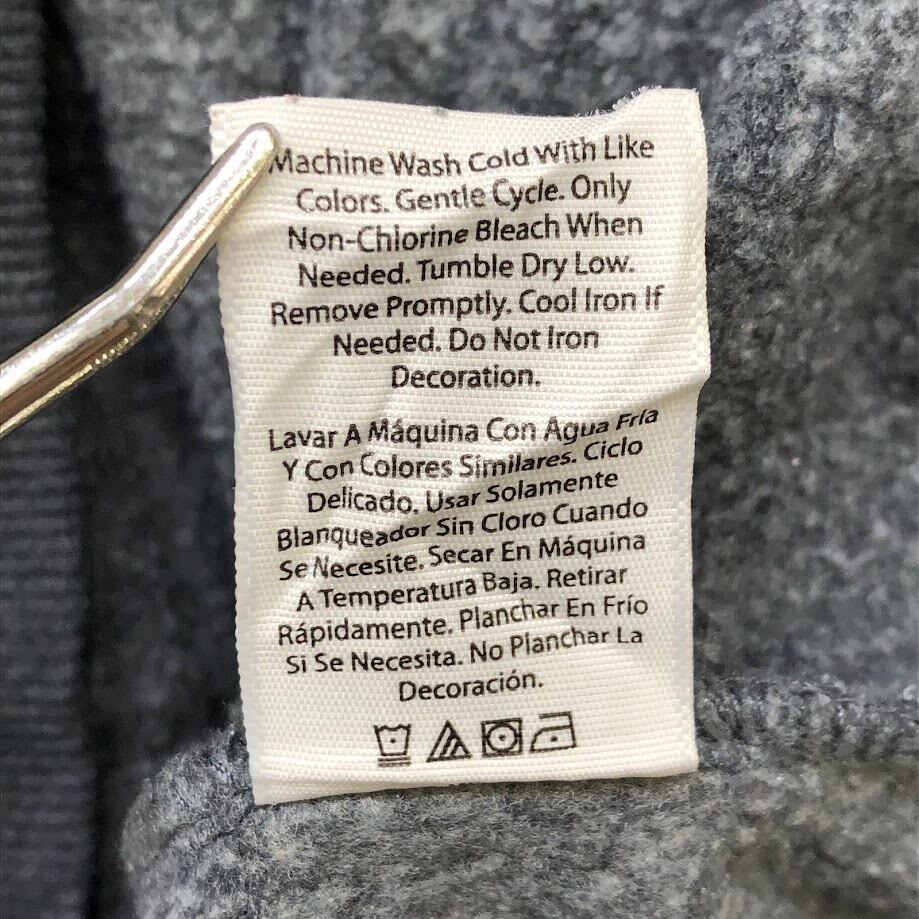 Machine Wash Cold With Like
Colors. Gentle Cycle. Only
Non-Chlorine Bleach When
Needed. Tumble Dry Low.
Remove Promptly. Cool Iron If
Needed. Do Not Iron
Decoration.
Lavar A Máquina Con Agua Fría
Y Con Colores Similares. Ciclo
Delicado. Usar Solamente
Blanqueador Sin Cloro Cuando
Se Necesite. Secar En Máquina
A Temperatura Baja. Retirar
Rápidamente. Planchar En Frío
Si Se Necesita. No Planchar La
Decoración.